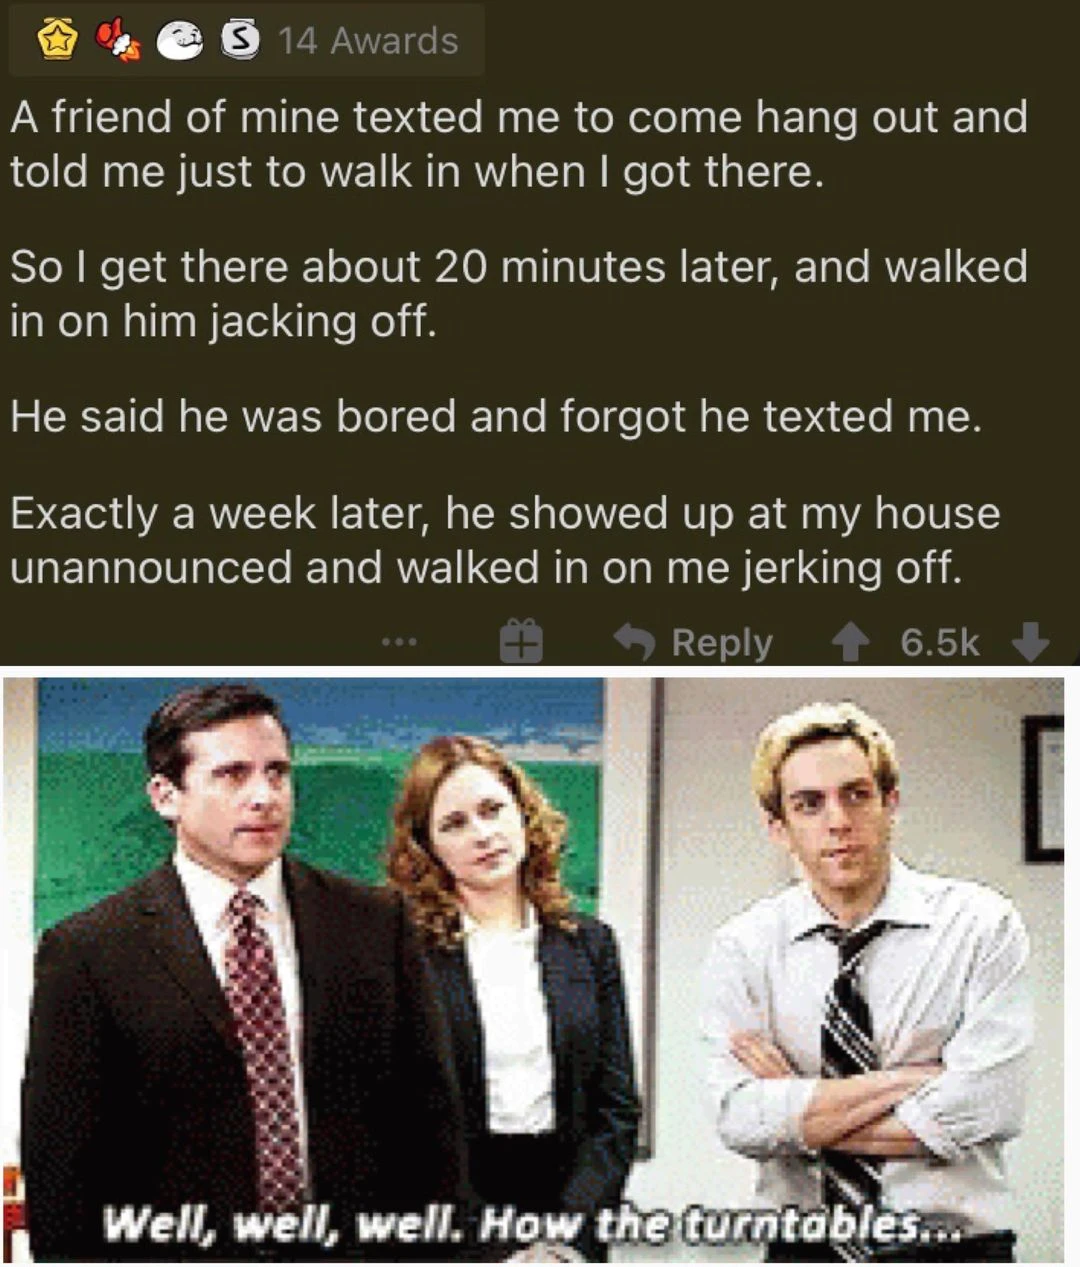 14 Awards
A friend of mine texted me to come hang out and
told me just to walk in when I got there.
So I get there about 20 minutes later, and walked
in on him jacking off.
He said he was bored and forgot he texted me.
Exactly a week later, he showed up at my house
unannounced and walked in on me jerking off.
... Reply 6.5k
Well, well, well. How the turntables...